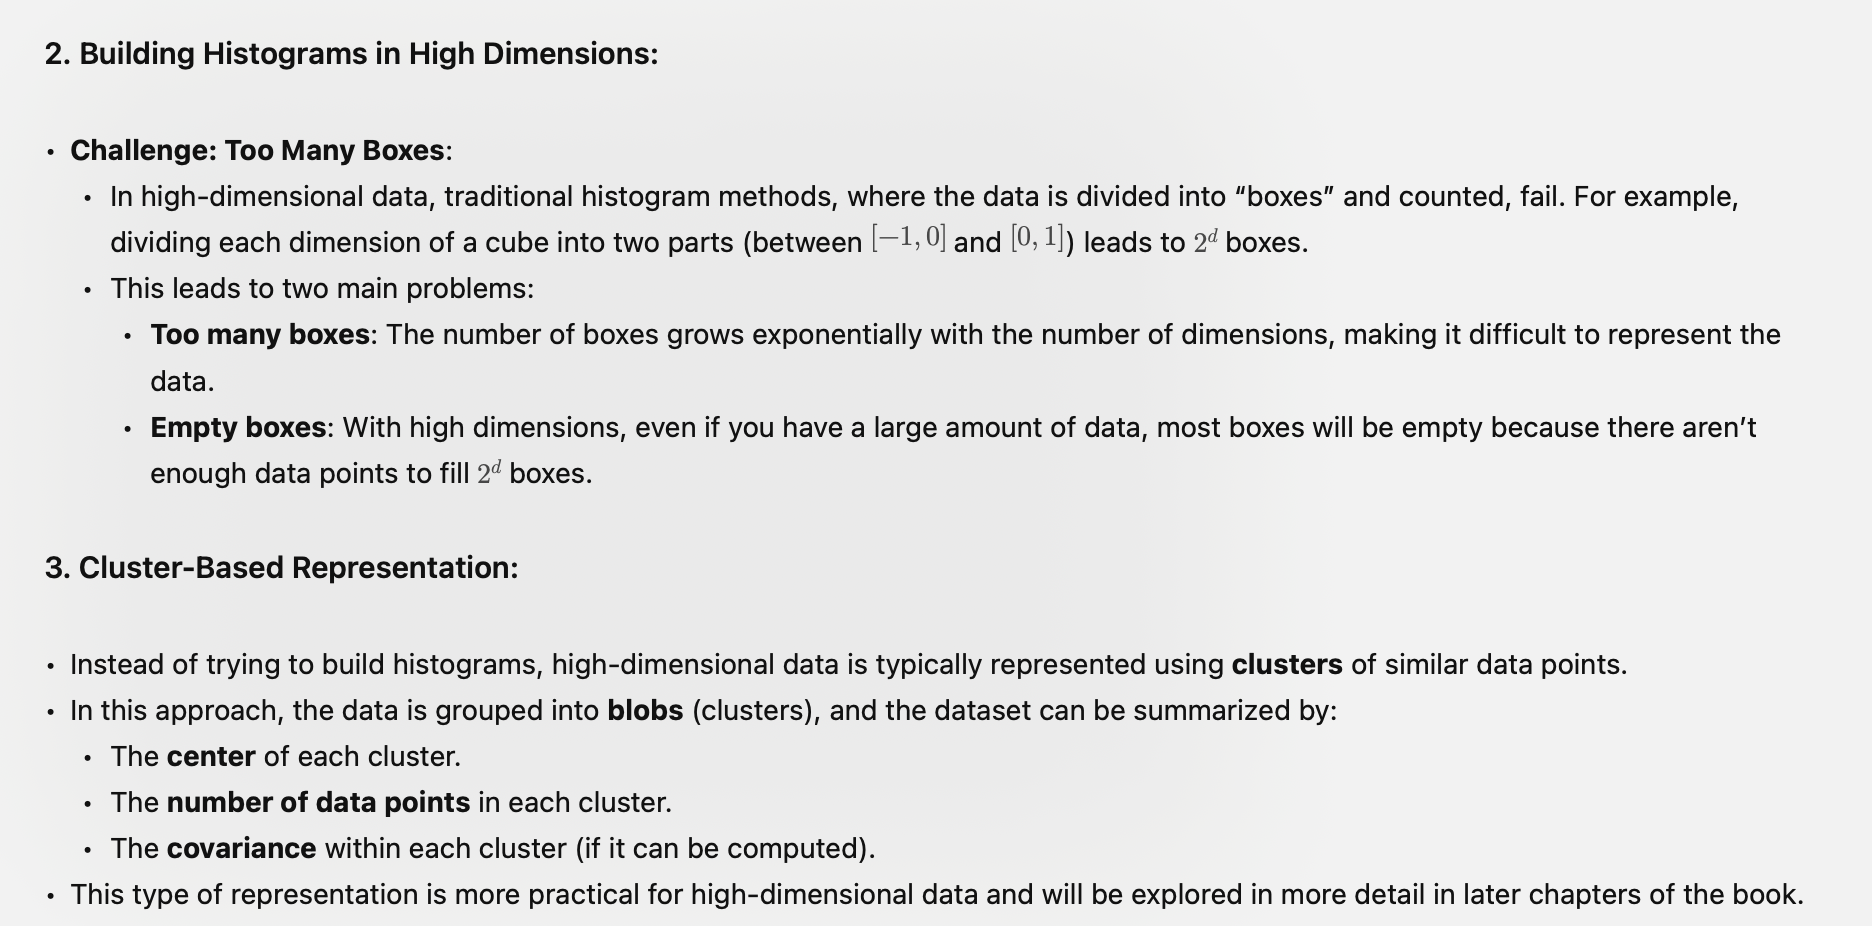 2. Building Histograms in High Dimensions:
• Challenge: Too Many Boxes:
• In high-dimensional data, traditional histogram methods, where the data is divided into “boxes” and counted, fail. For example,
dividing each dimension of a cube into two parts (between [−1, 0] and [0, 1]) leads to 2^d boxes.
• This leads to two main problems:
• Too many boxes: The number of boxes grows exponentially with the number of dimensions, making it difficult to represent the
data.
• Empty boxes: With high dimensions, even if you have a large amount of data, most boxes will be empty because there aren’t
enough data points to fill 2^d boxes.
3. Cluster-Based Representation:
• Instead of trying to build histograms, high-dimensional data is typically represented using clusters of similar data points.
• In this approach, the data is grouped into blobs (clusters), and the dataset can be summarized by:
• The center of each cluster.
• The number of data points in each cluster.
• The covariance within each cluster (if it can be computed).
• This type of representation is more practical for high-dimensional data and will be explored in more detail in later chapters of the book.